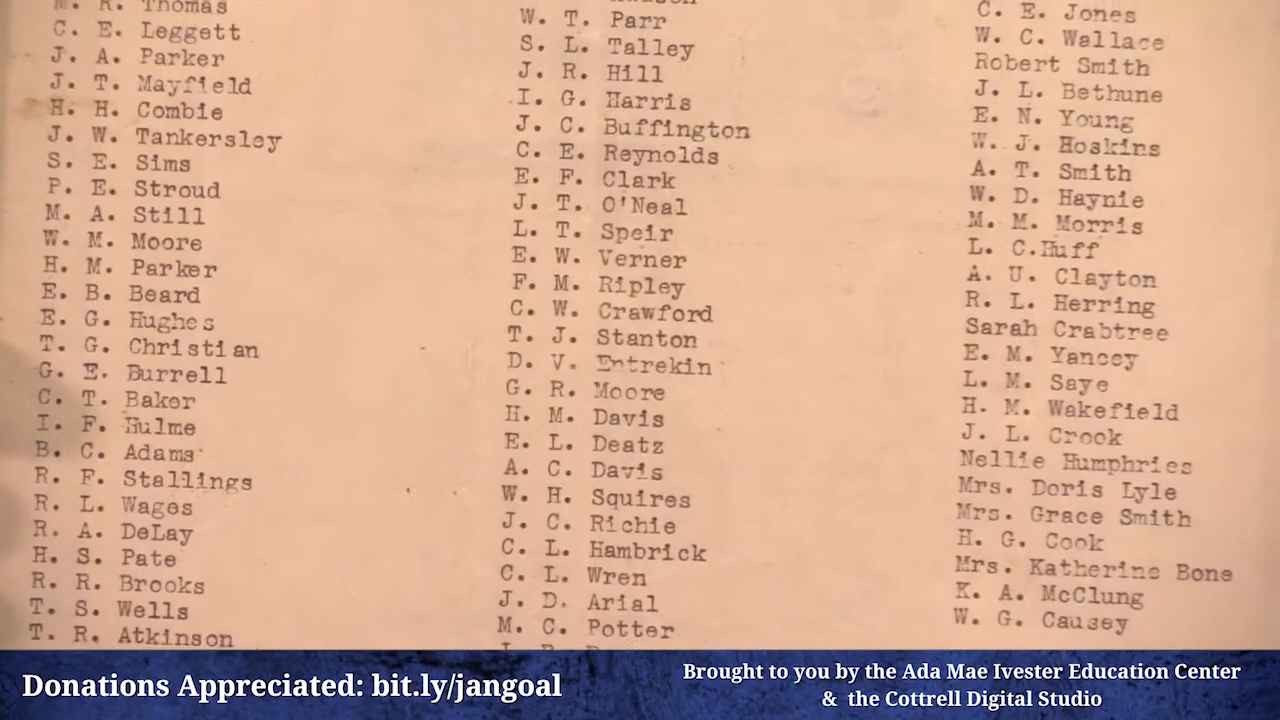 M. R. Thomas
C. E. Leggett
J. A. Parker
J. T. Mayfield
H. H. Combie
J. W. Tankersley
S. E. Sims
P. E. Stroud
M. A. Still
W. M. Moore
H. M. Parker
E. B. Beard
E. G. Hughes
T. G. Christian
G. E. Burrell
C. T. Baker
I. F. Hulme
B. C. Adams
R. F. Stallings
R. L. Wages
R. A. DeLay
H. S. Pate
R. R. Brooks
T. S. Wells
T. R. Atkinson
W. T. Parr
S. L. Talley
J. R. Hill
I. G. Harris
J. C. Buffington
C. E. Reynolds
E. F. Clark
J. T. O'Neal
L. T. Speir
E. W. Verner
F. M. Ripley
C. W. Crawford
T. J. Stanton
D. V. Entrekin
G. R. Moore
H. M. Davis
E. L. Deatz
A. C. Davis
W. H. Squires
J. C. Richie
C. L. Hambrick
C. L. Wren
J. D. Arial
M. C. Potter
C. E. Jones
W. C. Wallace
Robert Smith
J. L. Bethune
E. N. Young
W. J. Hoskins
A. T. Smith
W. D. Haynie
M. M. Morris
L. C.Huff
A. U. Clayton
R. L. Herring
Sarah Crabtree
E. M. Yancey
L. M. Saye
H. M. Wakefield
J. L. Crook
Nellie Humphries
Mrs. Doris Lyle
Mrs. Grace Smith
H. G. Cook
Mrs. Katherine Bone
K. A. McClung
W. G. Causey
Donations Appreciated: bit.ly/jangoal
Brought to you by the Ada Mae Ivester Education Center
& the Cottrell Digital Studio